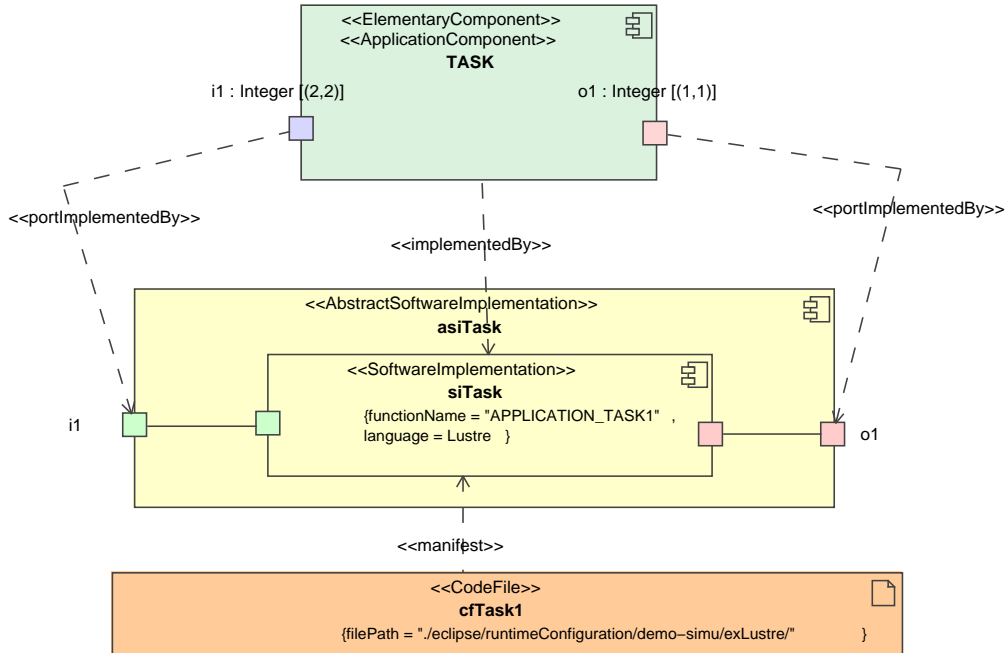 <<ElementaryComponent>>
<<ApplicationComponent>>
TASK
i1 : Integer [(2,2)]
o1 : Integer [(1,1)]
<<portImplementedBy>>
<<portImplementedBy>>
<<implementedBy>>
<<AbstractSoftwareImplementation>>
asiTask
<<SoftwareImplementation>>
siTask
{functionName = "APPLICATION_TASK1" ,
language = Lustre }
i1
o1
<<manifest>>
<<CodeFile>>
cfTask1
{filePath = "./eclipse/runtimeConfiguration/demo−simu/exLustre/" }